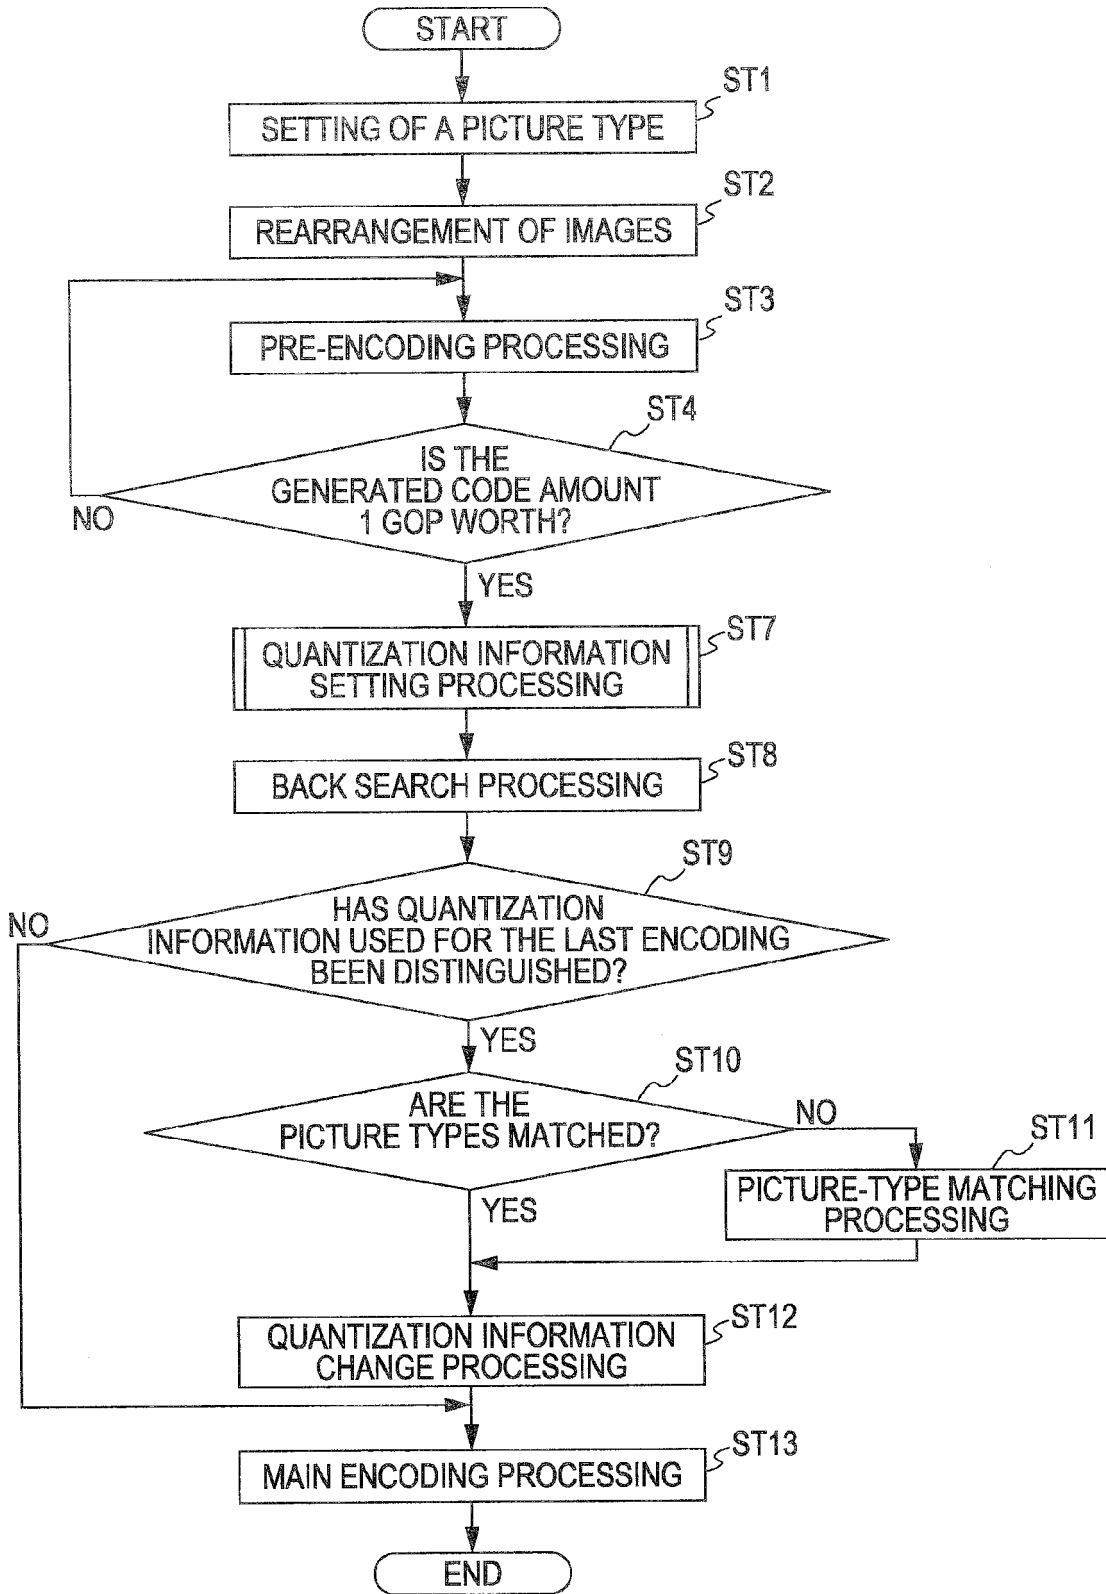 START
ST1
SETTING OF A PICTURE TYPE
ST2
REARRANGEMENT OF IMAGES
ST3
PRE-ENCODING PROCESSING
ST4
IS THE
GENERATED CODE AMOUNT
1 GOP WORTH?
NO
YES
ST7
QUANTIZATION INFORMATION
SETTING PROCESSING
ST8
BACK SEARCH PROCESSING
ST9
HAS QUANTIZATION
INFORMATION USED FOR THE LAST ENCODING
BEEN DISTINGUISHED?
NO
YES
ST10
ARE THE
PICTURE TYPES MATCHED?
NO
ST11
PICTURE-TYPE MATCHING
PROCESSING
YES
ST12
QUANTIZATION INFORMATION
CHANGE PROCESSING
ST13
MAIN ENCODING PROCESSING
END